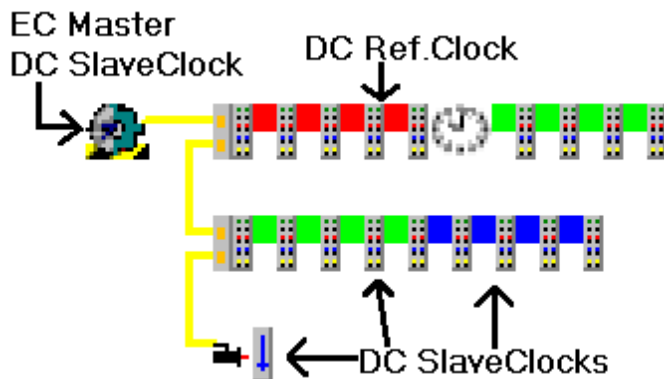 EC Master
DC SlaveClock
DC Ref.Clock
DC SlaveClocks